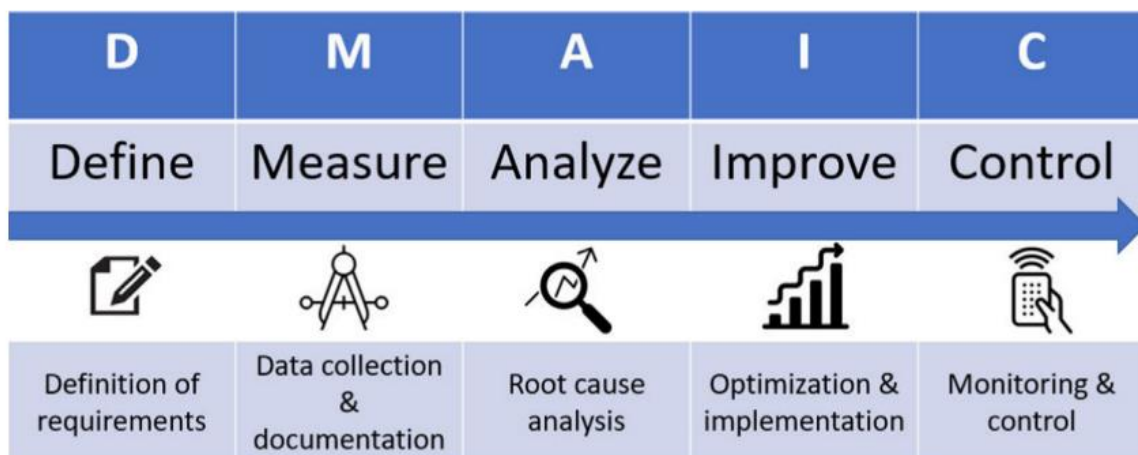 D M A I C
Define Measure Analyze Improve Control
Definition of
requirements
Data collection
&
documentation
Root cause
analysis
Optimization &
implementation
Monitoring &
control